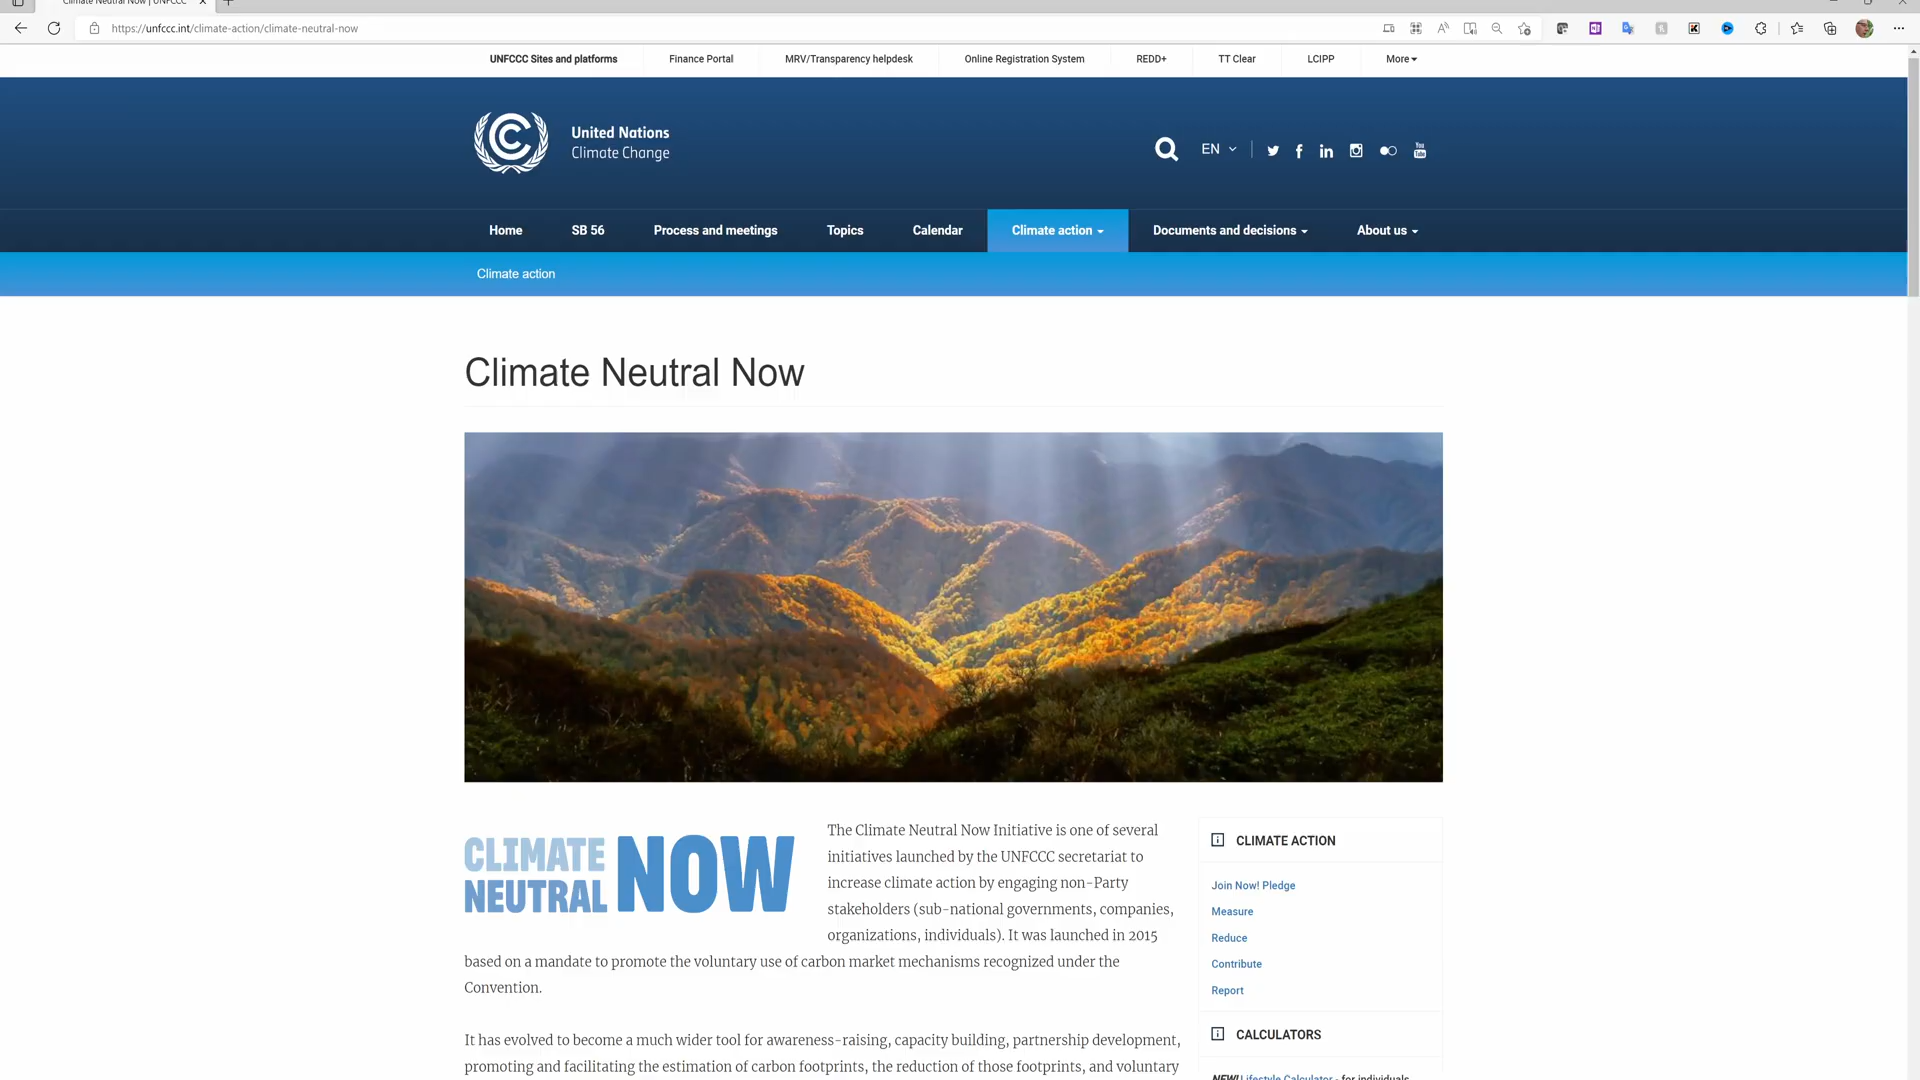 Climate Neutral Now | UNFCCC
https://unfccc.int/climate-action/climate-neutral-now
UNFCCC Sites and platforms Finance Portal MRV/Transparency helpdesk Online Registration System REDD+ TT Clear LCIPP More
United Nations
Climate Change
EN
You
Tube
Home SB 56 Process and meetings Topics Calendar Climate action Documents and decisions About us
Climate action
Climate Neutral Now
CLIMATE
NEUTRAL NOW
The Climate Neutral Now Initiative is one of several
initiatives launched by the UNFCCC secretariat to
increase climate action by engaging non-Party
stakeholders (sub-national governments, companies,
organizations, individuals). It was launched in 2015
based on a mandate to promote the voluntary use of carbon market mechanisms recognized under the
Convention.
It has evolved to become a much wider tool for awareness-raising, capacity building, partnership development,
promoting and facilitating the estimation of carbon footprints, the reduction of those footprints, and voluntary
CLIMATE ACTION
Join Now! Pledge
Measure
Reduce
Contribute
Report
CALCULATORS
NEW! Lifestyle Calculator - for individuals